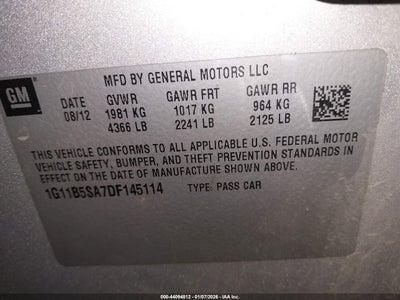 MFD BY GENERAL MOTORS LLC
GM
DATE GVWR GAWR FRT GAWR RR
08/12 1981 KG 1017 KG 964 KG
4366 LB 2241 LB 2125 LB
THIS VEHICLE CONFORMS TO ALL APPLICABLE U.S. FEDERAL MOTOR
VEHICLE SAFETY, BUMPER, AND THEFT PREVENTION STANDARDS IN
EFFECT ON THE DATE OF MANUFACTURE SHOWN ABOVE.
1G11B5SA7DF145114 TYPE: PASS CAR
000-44094812 - 01/07/2026 - IAA Inc.